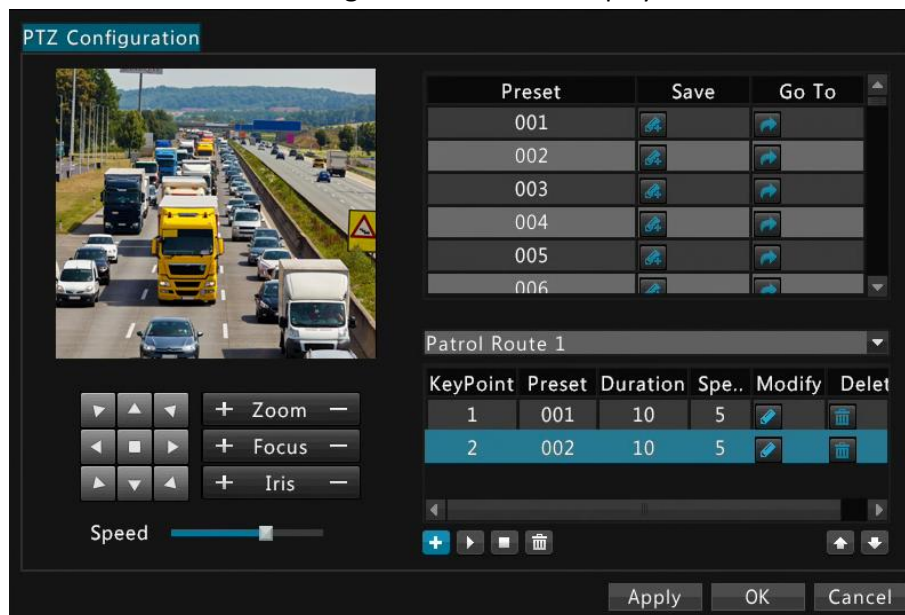 PTZ Configuration
Preset Save Go To
001
002
003
004
005
006
Patrol Route 1
KeyPoint Preset Duration Spe.. Modify Delet
1 001 10 5
2 002 10 5
+ Zoom −
+ Focus −
+ Iris −
Speed
Apply OK Cancel